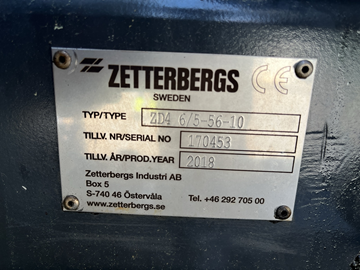 ZETTERBERGS CE
SWEDEN
TYP/TYPE ZD4 6/5-56-10
TILLV. NR/SERIAL NO 170453
TILLV. ÅR/PROD.YEAR 2018
Zetterbergs Industri AB
Box 5
S-740 46 Östervåla Tel. +46 292 705 00
www.zetterbergs.se